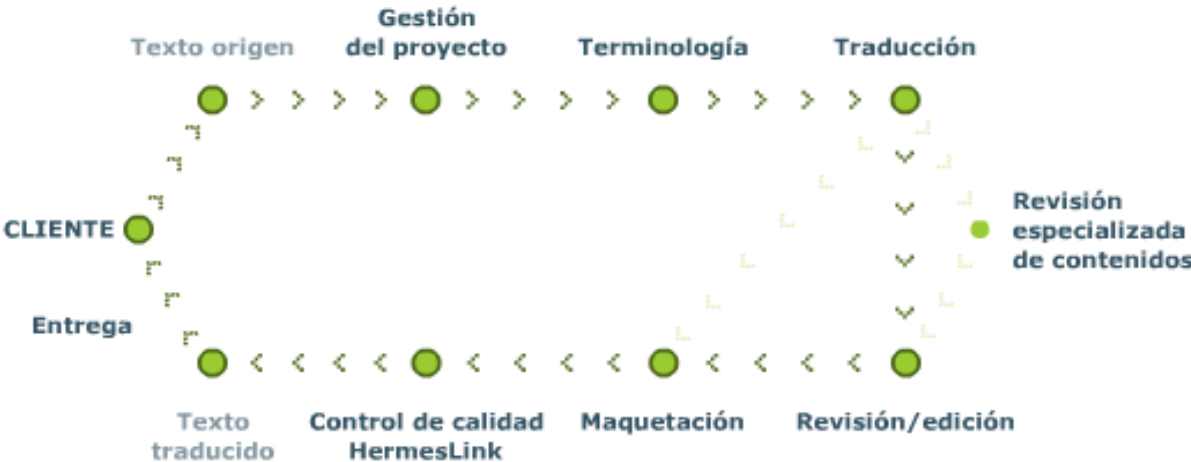 Texto origen
Gestión
del proyecto
Terminología
Traducción
CLIENTE
Revisión
especializada
de contenidos
Entrega
Texto
traducido
Control de calidad
HermesLink
Maquetación
Revisión/edición